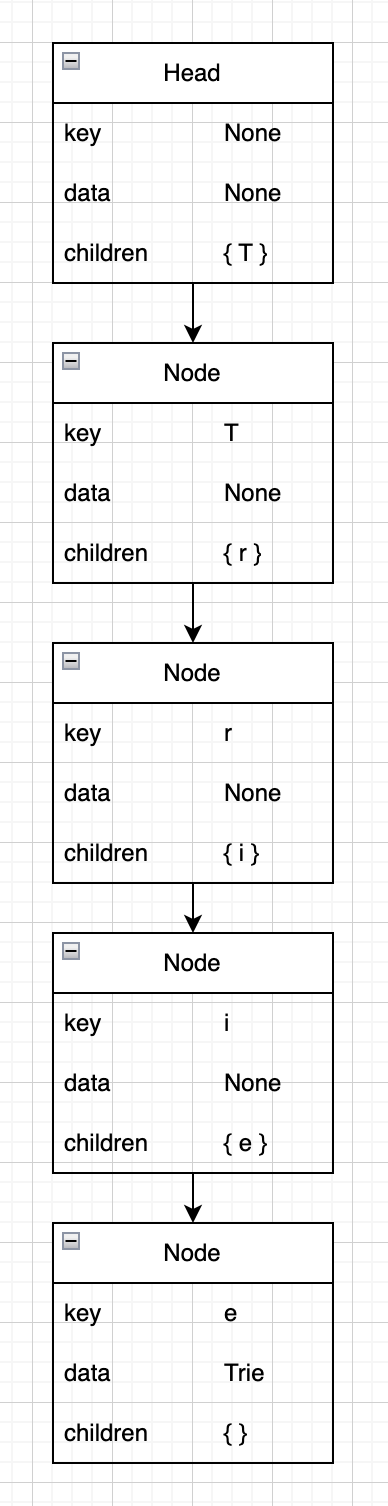 Head
key None
data None
children { T }
Node
key T
data None
children { r }
Node
key r
data None
children { i }
Node
key i
data None
children { e }
Node
key e
data Trie
children { }